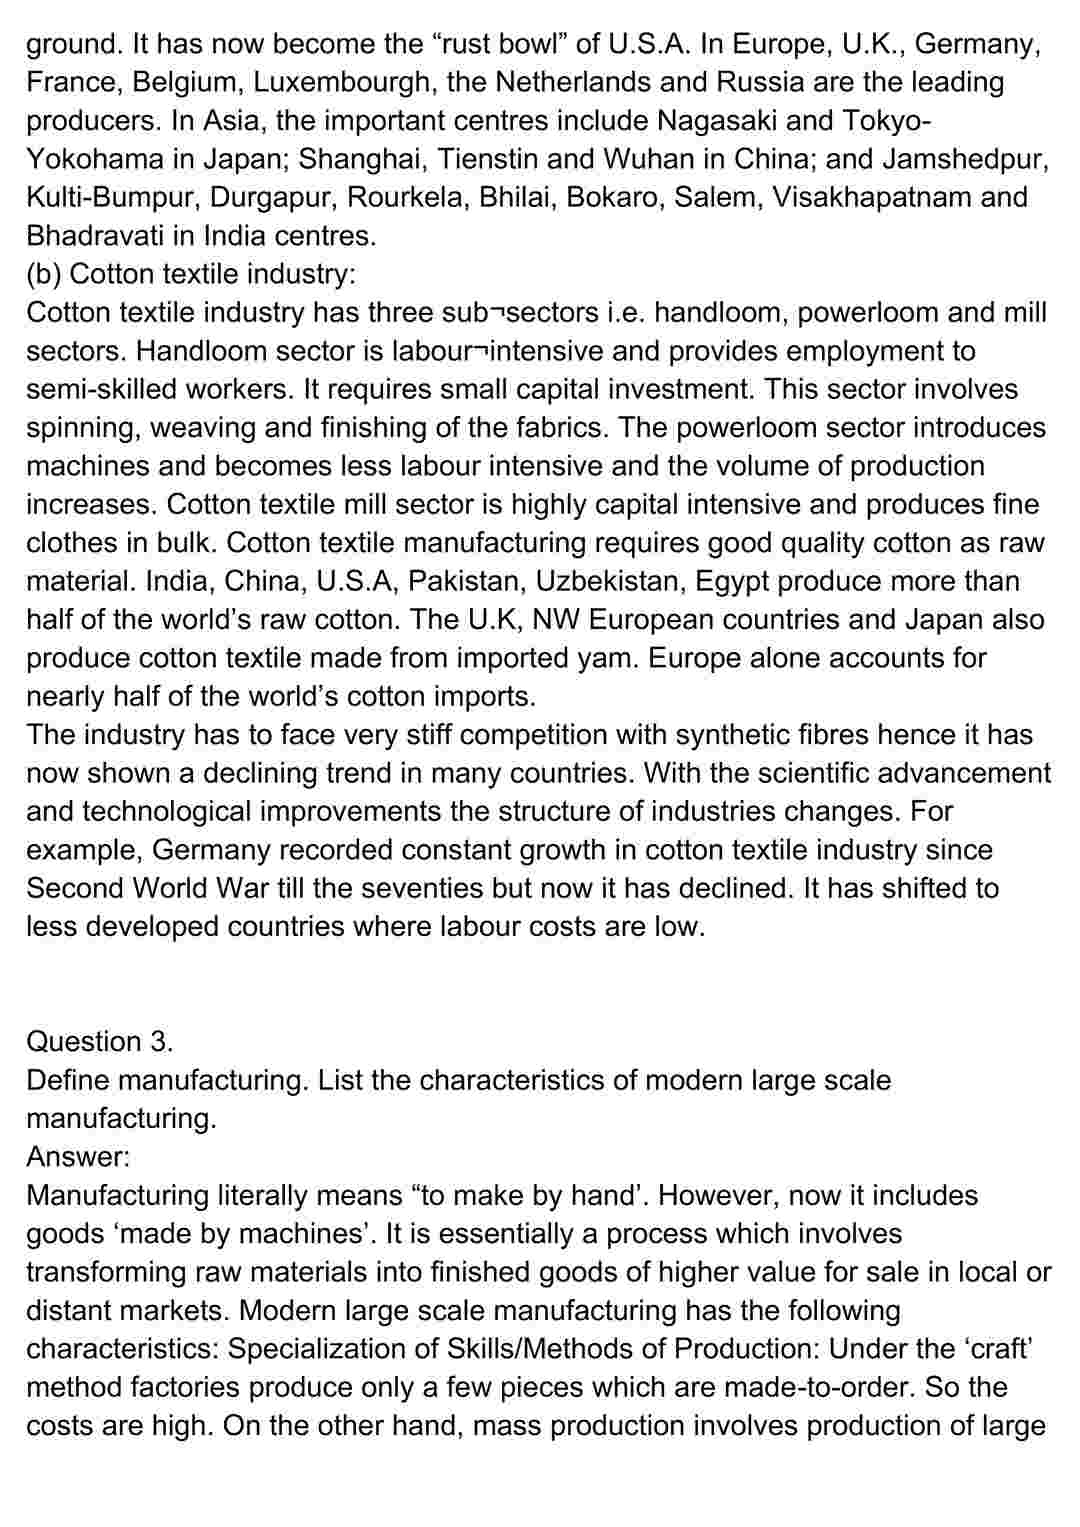 ground. It has now become the “rust bowl” of U.S.A. In Europe, U.K., Germany,
France, Belgium, Luxembourgh, the Netherlands and Russia are the leading
producers. In Asia, the important centres include Nagasaki and Tokyo-
Yokohama in Japan; Shanghai, Tienstin and Wuhan in China; and Jamshedpur,
Kulti-Bumpur, Durgapur, Rourkela, Bhilai, Bokaro, Salem, Visakhapatnam and
Bhadravati in India centres.
(b) Cotton textile industry:
Cotton textile industry has three sub¬sectors i.e. handloom, powerloom and mill
sectors. Handloom sector is labour¬intensive and provides employment to
semi-skilled workers. It requires small capital investment. This sector involves
spinning, weaving and finishing of the fabrics. The powerloom sector introduces
machines and becomes less labour intensive and the volume of production
increases. Cotton textile mill sector is highly capital intensive and produces fine
clothes in bulk. Cotton textile manufacturing requires good quality cotton as raw
material. India, China, U.S.A, Pakistan, Uzbekistan, Egypt produce more than
half of the world’s raw cotton. The U.K, NW European countries and Japan also
produce cotton textile made from imported yam. Europe alone accounts for
nearly half of the world’s cotton imports.
The industry has to face very stiff competition with synthetic fibres hence it has
now shown a declining trend in many countries. With the scientific advancement
and technological improvements the structure of industries changes. For
example, Germany recorded constant growth in cotton textile industry since
Second World War till the seventies but now it has declined. It has shifted to
less developed countries where labour costs are low.
Question 3.
Define manufacturing. List the characteristics of modern large scale
manufacturing.
Answer:
Manufacturing literally means “to make by hand’. However, now it includes
goods ‘made by machines’. It is essentially a process which involves
transforming raw materials into finished goods of higher value for sale in local or
distant markets. Modern large scale manufacturing has the following
characteristics: Specialization of Skills/Methods of Production: Under the ‘craft’
method factories produce only a few pieces which are made-to-order. So the
costs are high. On the other hand, mass production involves production of large